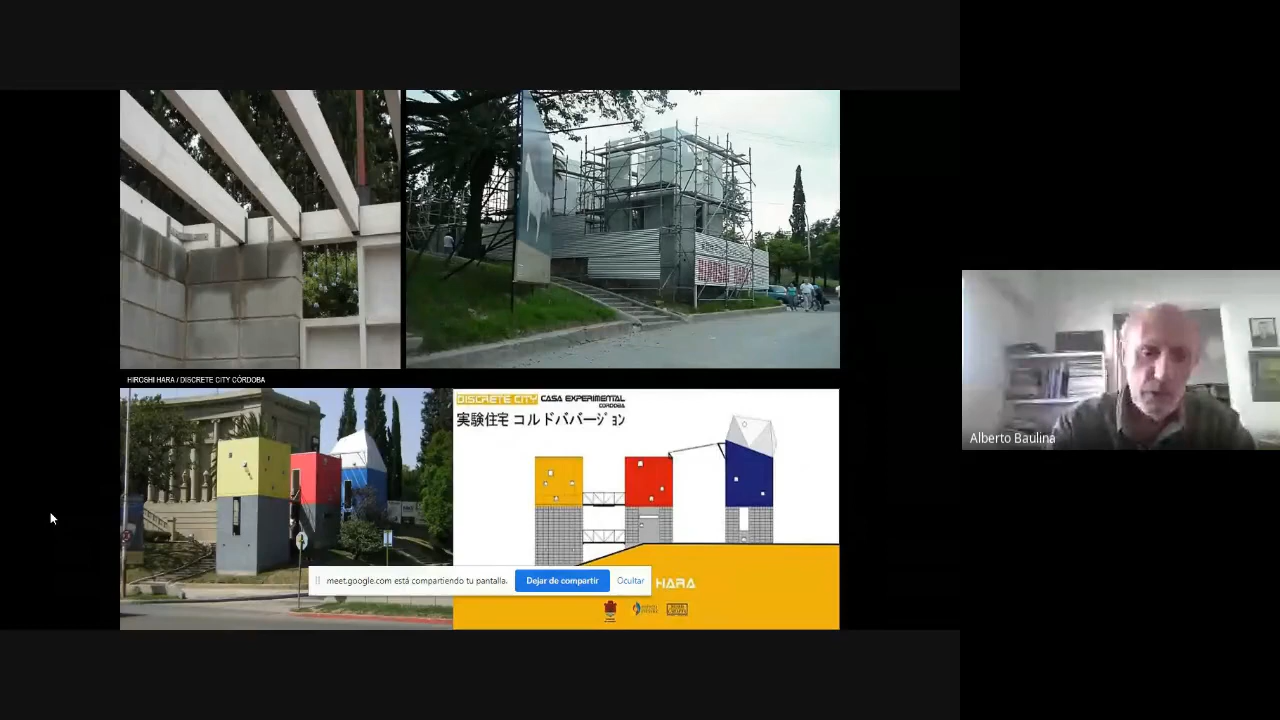 HIROSHI HARA / DISCRETE CITY CÓRDOBA
DISCRETE CITY CASA EXPERIMENTAL
CÓRDOBA
実験住宅 コルドババージョン
meet.google.com está compartiendo tu pantalla.
Dejar de compartir
Ocultar
HARA
Alberto Baulina